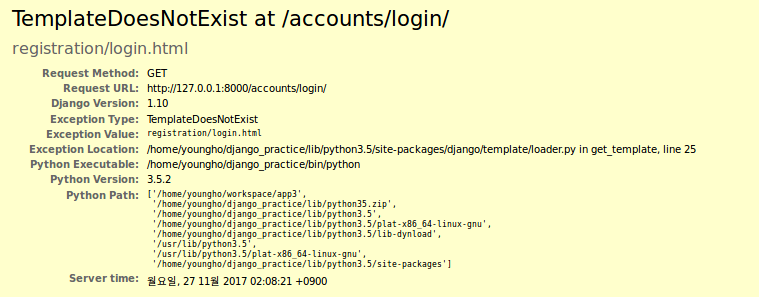 TemplateDoesNotExist at /accounts/login/
registration/login.html
Request Method: GET
Request URL: http://127.0.0.1:8000/accounts/login/
Django Version: 1.10
Exception Type: TemplateDoesNotExist
Exception Value: registration/login.html
Exception Location: /home/youngho/django_practice/lib/python3.5/site-packages/django/template/loader.py in get_template, line 25
Python Executable: /home/youngho/django_practice/bin/python
Python Version: 3.5.2
Python Path: ['/home/youngho/workspace/app3',
'/home/youngho/django_practice/lib/python35.zip',
'/home/youngho/django_practice/lib/python3.5',
'/home/youngho/django_practice/lib/python3.5/plat-x86_64-linux-gnu',
'/home/youngho/django_practice/lib/python3.5/lib-dynload',
'/usr/lib/python3.5',
'/usr/lib/python3.5/plat-x86_64-linux-gnu',
'/home/youngho/django_practice/lib/python3.5/site-packages']
Server time: 월요일, 27 11월 2017 02:08:21 +0900